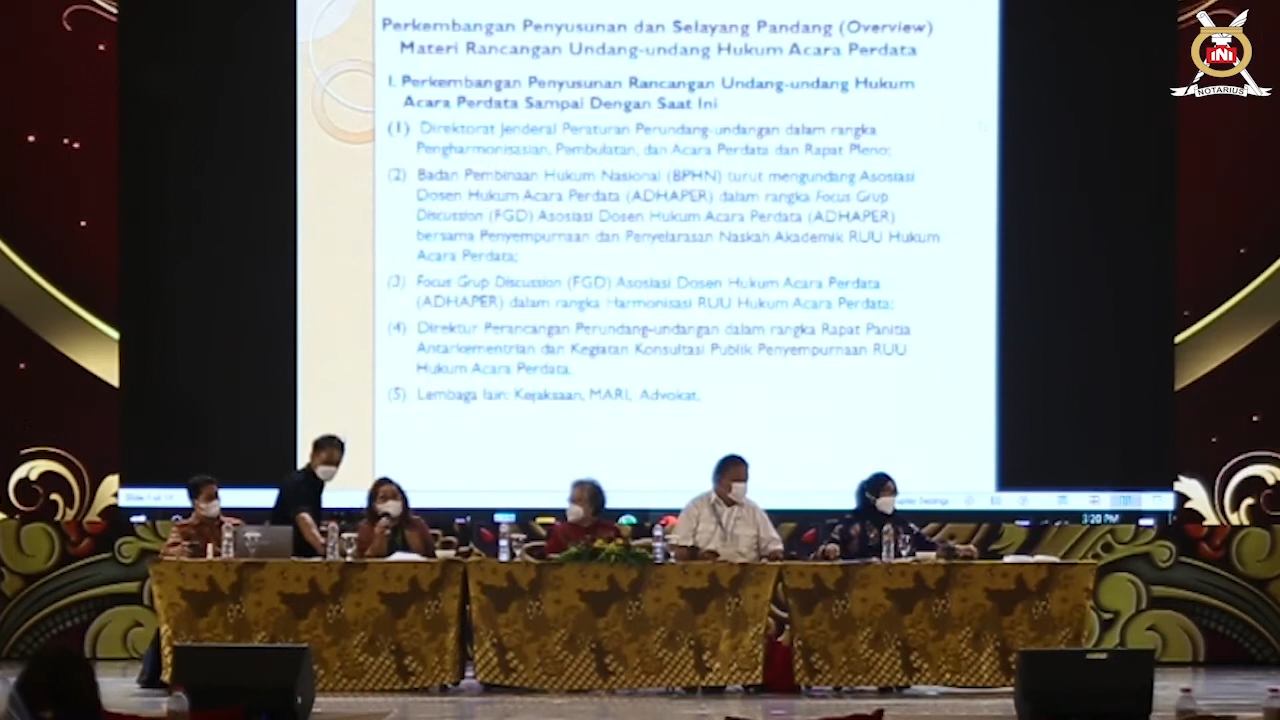 Perkembangan Penyusunan dan Selayang Pandang (Overview)
Materi Rancangan Undang-undang Hukum Acara Perdata
I. Perkembangan Penyusunan Rancangan Undang-undang Hukum
Acara Perdata Sampai Dengan Saat Ini
(1) Direktorat Jenderal Peraturan Perundang-undangan dalam rangka
Pengharmonisasian, Pembulatan, dan Acara Perdata dan Rapat Pleno;
(2) Badan Pembinaan Hukum Nasional (BPHN) turut mengundang Asosiasi
Dosen Hukum Acara Perdata (ADHAPER) dalam rangka Focus Grup
Discussion (FGD) Asosiasi Dosen Hukum Acara Perdata (ADHAPER)
bersama Penyempurnaan dan Penyelarasan Naskah Akademik RUU Hukum
Acara Perdata;
(3) Focus Grup Discussion (FGD) Asosiasi Dosen Hukum Acara Perdata
(ADHAPER) dalam rangka Harmonisasi RUU Hukum Acara Perdata;
(4) Direktur Perancangan Perundang-undangan dalam rangka Rapat Panitia
Antarkementrian dan Kegiatan Konsultasi Publik Penyempurnaan RUU
Hukum Acara Perdata.
(5) Lembaga lain: Kejaksaan, MARI, Advokat.
3:20 PM
INI
NOTARIUS